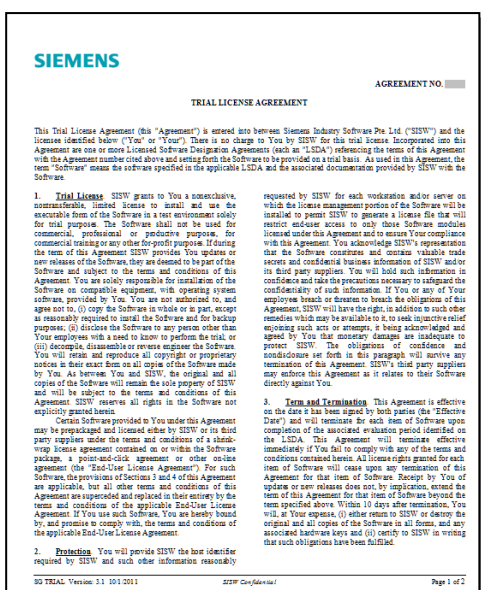 SIEMENS
AGREEMENT NO.
TRIAL LICENSE AGREEMENT
This Trial License Agreement (this "Agreement") is entered into between Siemens Industry Software Pte. Ltd. ("SISW") and the
licensee identified below ("You" or "Your"). There is no charge to You by SISW for this trial license. Incorporated into this
Agreement are one or more Licensed Software Designation Agreements (each an "LSDA") referencing the terms of this Agreement
with the Agreement number cited above and setting forth the Software to be provided on a trial basis. As used in this Agreement, the
term "Software" means the software specified in the applicable LSDA and the associated documentation provided by SISW with the
Software.
1. Trial License. SISW grants to You a nonexclusive,
nontransferable, limited license to install and use the
executable form of the Software in a test environment solely
for trial purposes. The Software shall not be used for
commercial, professional or productive purposes, for
commercial training or any other for-profit purposes. If during
the term of this Agreement SISW provides You updates or
new releases of the Software, they are deemed to be part of the
Software and subject to the terms and conditions of this
Agreement. You are solely responsible for installation of the
Software on compatible equipment, with operating system
software, provided by You. You are not authorized to, and
agree not to, (i) copy the Software in whole or in part, except
as reasonably required to install the Software and for backup
purposes; (ii) disclose the Software to any person other than
Your employees with a need to know to perform the trial; or
(iii) decompile, disassemble or reverse engineer the Software.
You will retain and reproduce all copyright or proprietary
notices in their exact form on all copies of the Software made
by You. As between You and SISW, the original and all
copies of the Software will remain the sole property of SISW
and will be subject to the terms and conditions of this
Agreement. SISW reserves all rights in the Software not
explicitly granted herein.
Certain Software provided to You under this Agreement
may be prepackaged and licensed either by SISW or its third
party suppliers under the terms and conditions of a shrink-
wrap license agreement contained on or within the Software
package, a point-and-click agreement or other on-line
agreement (the "End-User License Agreement"). For such
Software, the provisions of Sections 3 and 4 of this Agreement
are applicable, but all other terms and conditions of this
Agreement are superceded and replaced in their entirety by the
terms and conditions of the applicable End-User License
Agreement. If You use such Software, You are hereby bound
by, and promise to comply with, the terms and conditions of
the applicable End-User License Agreement.
2. Protection. You will provide SISW the host identifier
required by SISW and such other information reasonably
requested by SISW for each workstation and/or server on
which the license management portion of the Software will be
installed to permit SISW to generate a license file that will
restrict end-user access to only those Software modules
licensed under this Agreement and to ensure Your compliance
with this Agreement. You acknowledge SISW's representation
that the Software constitutes and contains valuable trade
secrets and confidential business information of SISW and/or
its third party suppliers. You will hold such information in
confidence and take the precautions necessary to safeguard the
confidentiality of such information. If You or any of Your
employees breach or threaten to breach the obligations of this
Agreement, SISW will have the right, in addition to such other
remedies which may be available to it, to seek injunctive relief
enjoining such acts or attempts, it being acknowledged and
agreed by You that monetary damages are inadequate to
protect SISW. The obligations of confidence and
nondisclosure set forth in this paragraph will survive any
termination of this Agreement. SISW's third party suppliers
may enforce this Agreement as it relates to their Software
directly against You.
3. Term and Termination. This Agreement is effective
on the date it has been signed by both parties (the "Effective
Date") and will terminate for each item of Software upon
completion of the associated evaluation period identified on
the LSDA. This Agreement will terminate effective
immediately if You fail to comply with any of the terms and
conditions contained herein. All license rights granted for each
item of Software will cease upon any termination of this
Agreement for that item of Software. Receipt by You of
updates or new releases does not, by implication, extend the
term of this Agreement for that item of Software beyond the
term specified above. Within 10 days after termination, You
will, at Your expense, (i) either return to SISW or destroy the
original and all copies of the Software in all forms, and any
associated hardware keys and (ii) certify to SISW in writing
that such obligations have been fulfilled.
SG TRIAL Version: 3.1 10/1/2011
SISW Confidential
Page 1 of 2